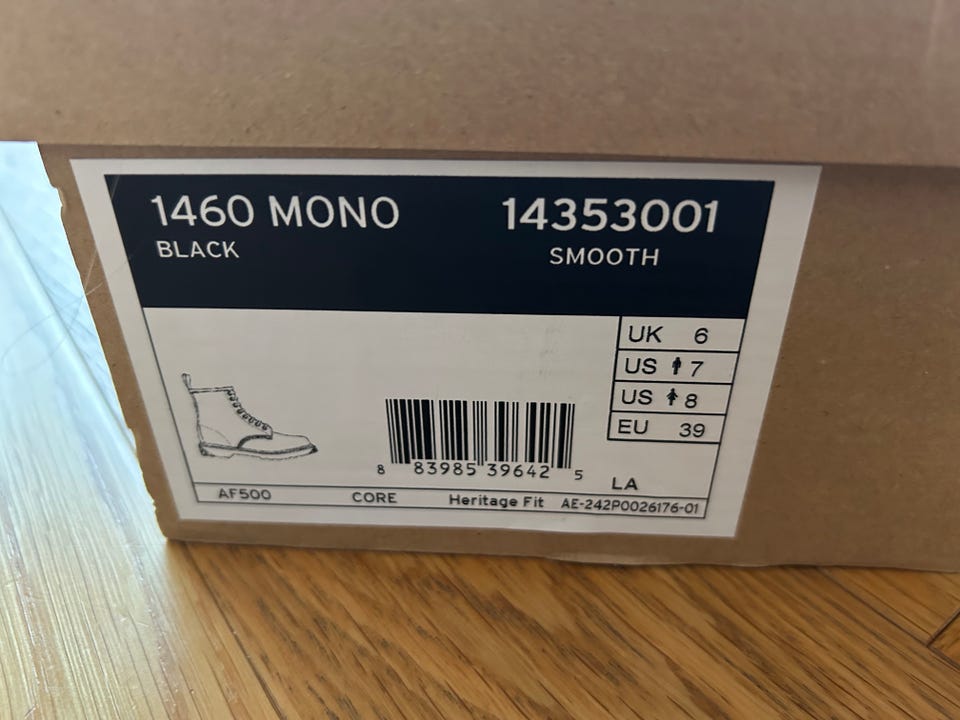 1460 MONO 14353001
BLACK SMOOTH
UK 6
US 7
US 8
EU 39
8 83985 39642 5
LA
AF500 CORE Heritage Fit AE-242P0026176-01